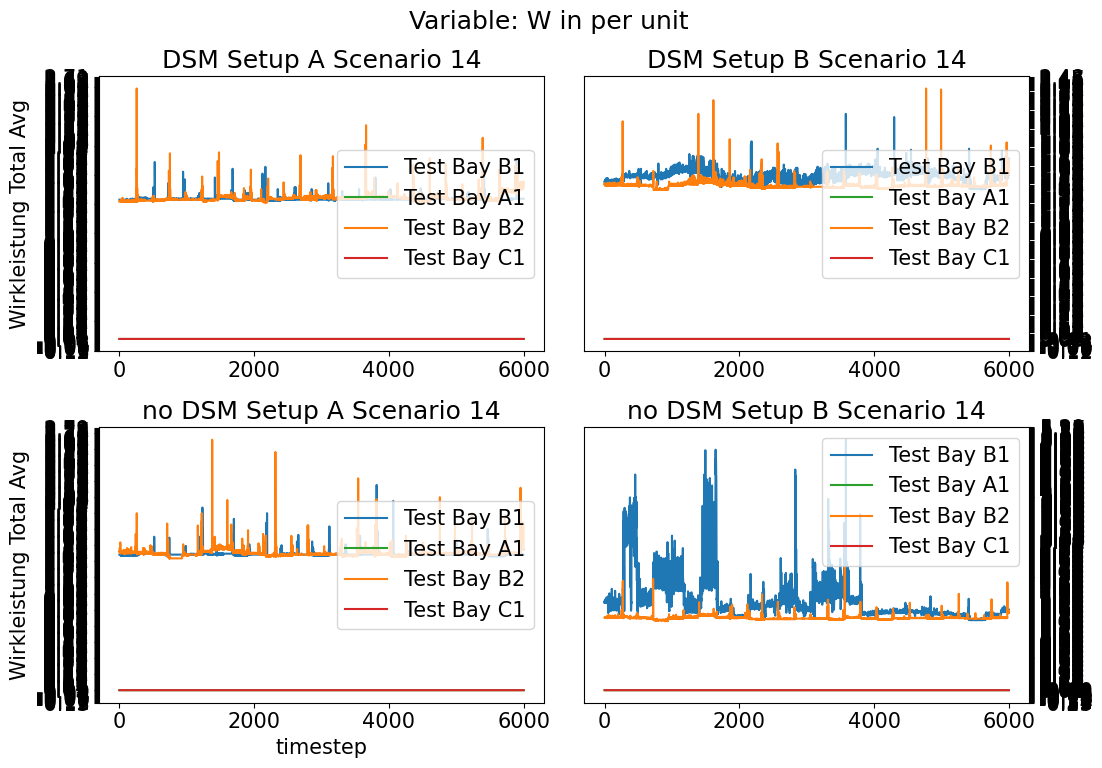 Variable: W in per unit
DSM Setup A Scenario 14
DSM Setup B Scenario 14
Wirkleistung Total Avg
Test Bay B1
Test Bay A1
Test Bay B2
Test Bay C1
0 2000 4000 6000
Test Bay B1
Test Bay A1
Test Bay B2
Test Bay C1
0 2000 4000 6000
no DSM Setup A Scenario 14
no DSM Setup B Scenario 14
Wirkleistung Total Avg
Test Bay B1
Test Bay A1
Test Bay B2
Test Bay C1
0 2000 4000 6000
timestep
Test Bay B1
Test Bay A1
Test Bay B2
Test Bay C1
0 2000 4000 6000